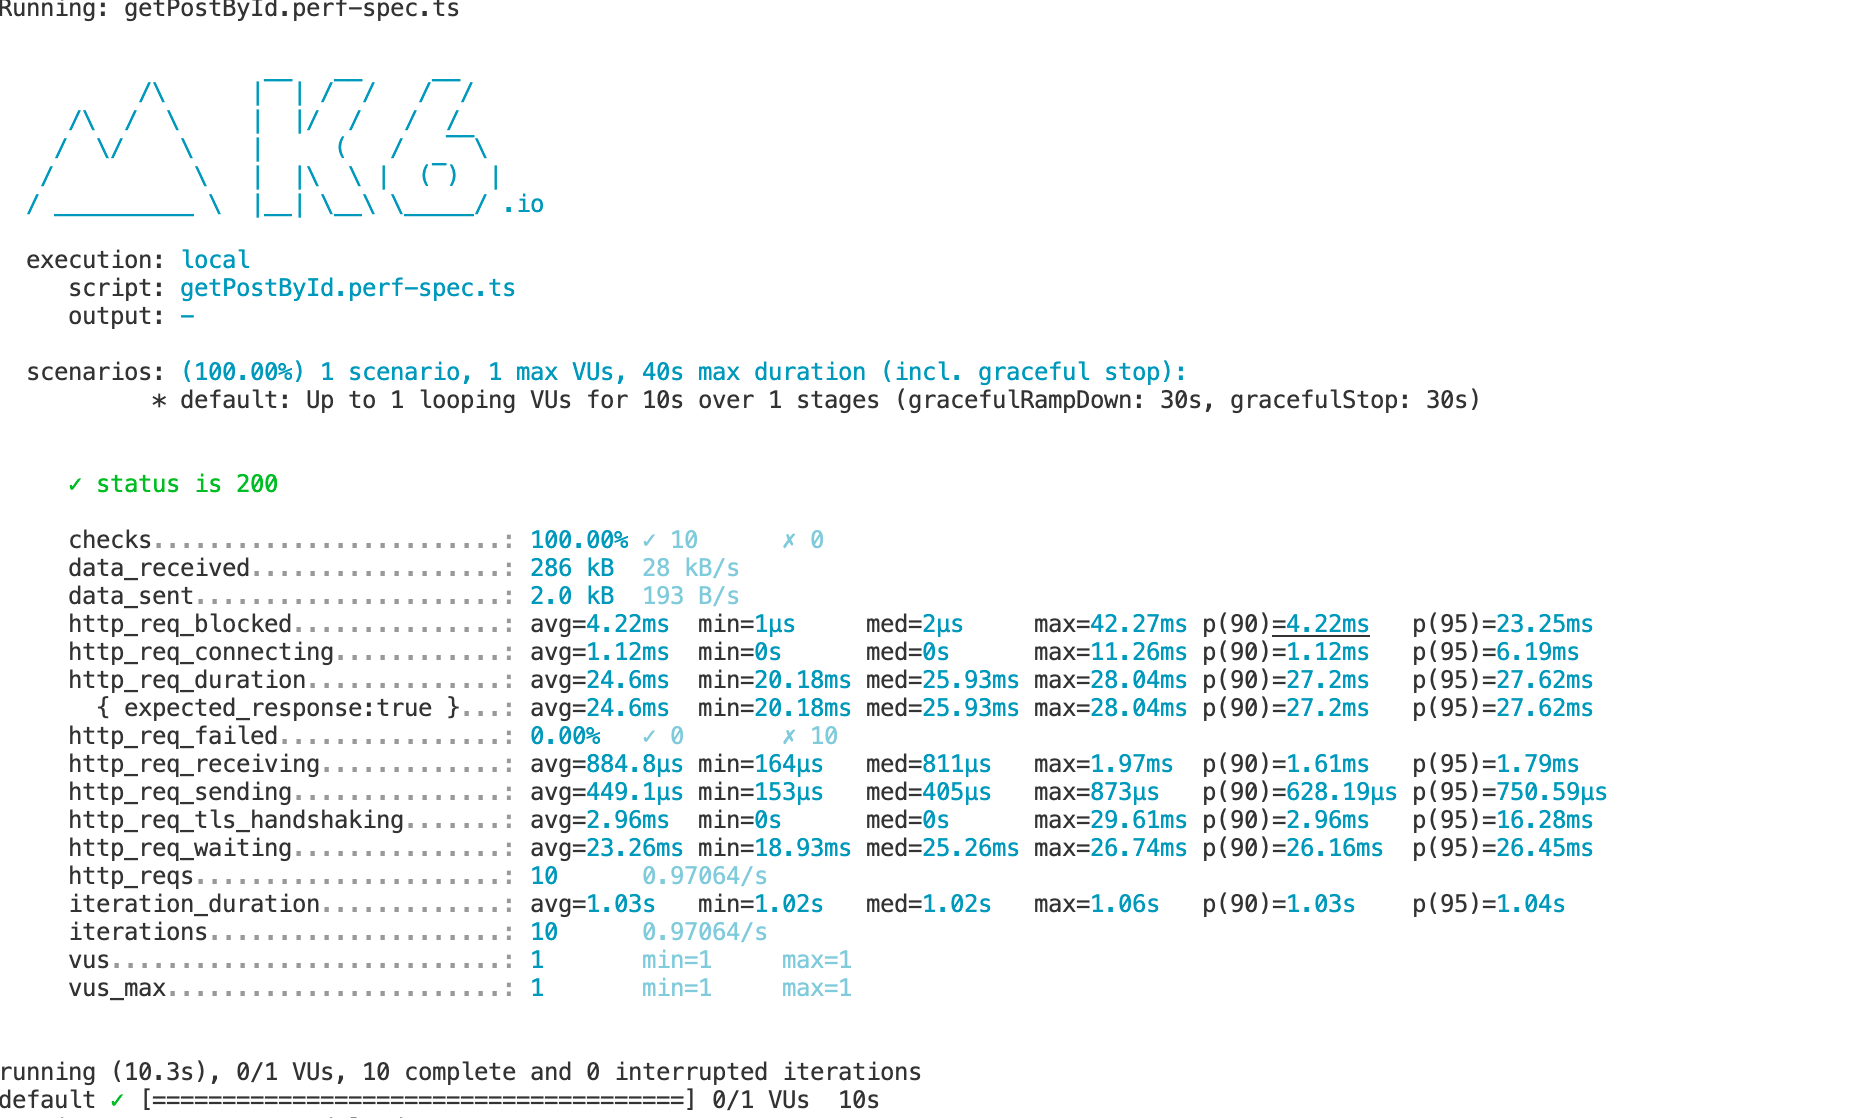 Running: getPostById.perf-spec.ts
          /\      |‾‾| /‾‾/   /‾‾/
     /\  /  \     |  |/  /   /  /
    /  \/    \    |     (   /   ‾‾\
   /          \   |  |\  \ |  (‾)  |
  / __________ \  |__| \__\ \_____/ .io
execution: local
script: getPostById.perf-spec.ts
output: -
scenarios: (100.00%) 1 scenario, 1 max VUs, 40s max duration (incl. graceful stop):
* default: Up to 1 looping VUs for 10s over 1 stages (gracefulRampDown: 30s, gracefulStop: 30s)
✓ status is 200
checks.........................: 100.00% ✓ 10 ✗ 0
data_received..................: 286 kB 28 kB/s
data_sent......................: 2.0 kB 193 B/s
http_req_blocked...............: avg=4.22ms min=1µs med=2µs max=42.27ms p(90)=4.22ms p(95)=23.25ms
http_req_connecting............: avg=1.12ms min=0s med=0s max=11.26ms p(90)=1.12ms p(95)=6.19ms
http_req_duration..............: avg=24.6ms min=20.18ms med=25.93ms max=28.04ms p(90)=27.2ms p(95)=27.62ms
{ expected_response:true }...: avg=24.6ms min=20.18ms med=25.93ms max=28.04ms p(90)=27.2ms p(95)=27.62ms
http_req_failed................: 0.00% ✓ 0 ✗ 10
http_req_receiving.............: avg=884.8µs min=164µs med=811µs max=1.97ms p(90)=1.61ms p(95)=1.79ms
http_req_sending...............: avg=449.1µs min=153µs med=405µs max=873µs p(90)=628.19µs p(95)=750.59µs
http_req_tls_handshaking.......: avg=2.96ms min=0s med=0s max=29.61ms p(90)=2.96ms p(95)=16.28ms
http_req_waiting...............: avg=23.26ms min=18.93ms med=25.26ms max=26.74ms p(90)=26.16ms p(95)=26.45ms
http_reqs......................: 10 0.97064/s
iteration_duration.............: avg=1.03s min=1.02s med=1.02s max=1.06s p(90)=1.03s p(95)=1.04s
iterations.....................: 10 0.97064/s
vus............................: 1 min=1 max=1
vus_max........................: 1 min=1 max=1
running (10.3s), 0/1 VUs, 10 complete and 0 interrupted iterations
default ✓ [======================================] 0/1 VUs 10s